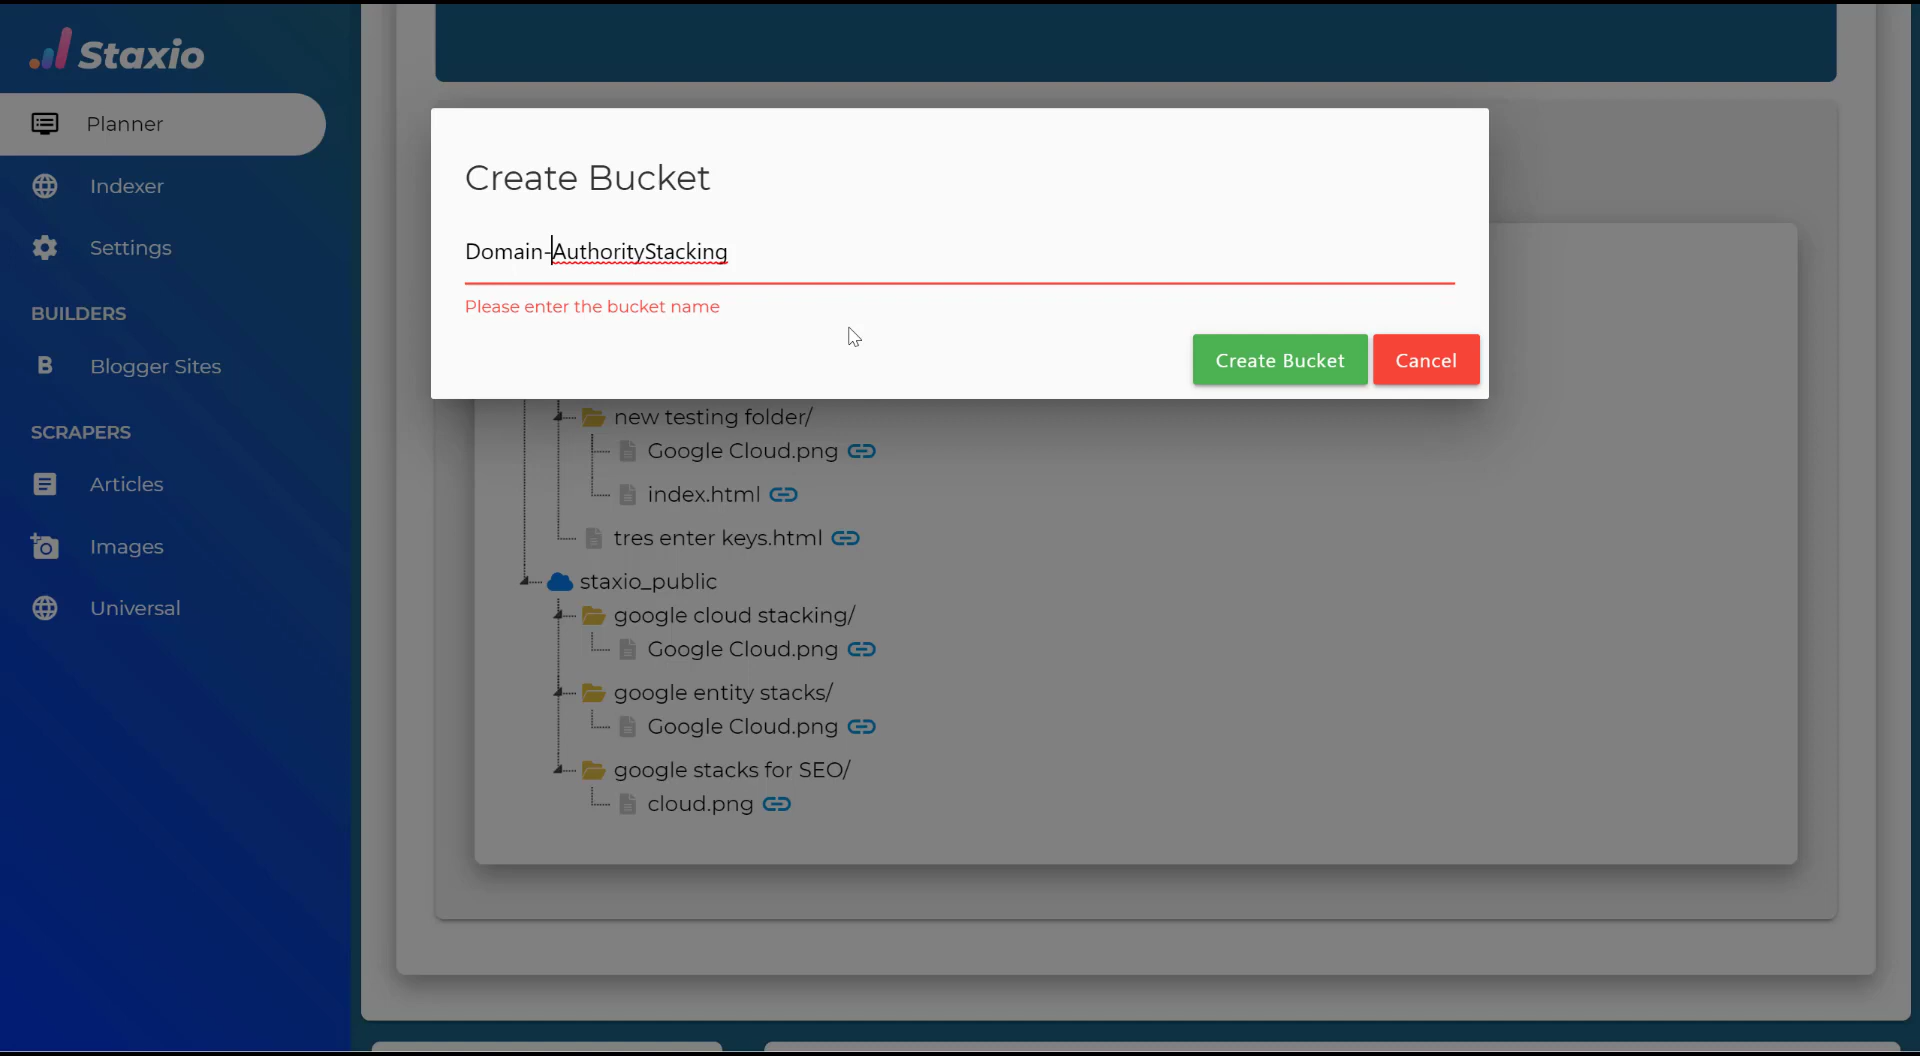 Staxio
Planner
Indexer
Settings
BUILDERS
Blogger Sites
SCRAPERS
Articles
Images
Universal
Create Bucket
Domain-AuthorityStacking
Please enter the bucket name
Create Bucket
Cancel
new testing folder/
Google Cloud.png
index.html
tres enter keys.html
staxio_public
google cloud stacking/
Google Cloud.png
google entity stacks/
Google Cloud.png
google stacks for SEO/
cloud.png